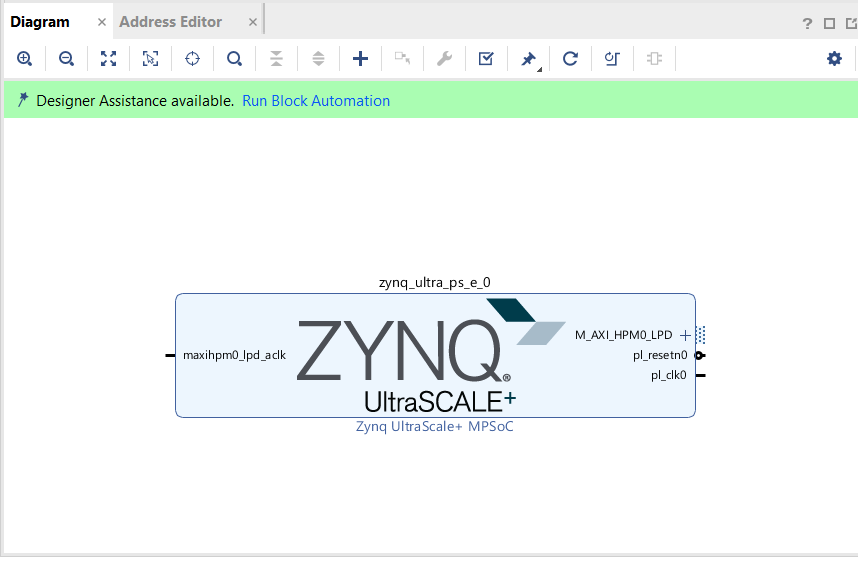 Diagram × Address Editor × ?
Designer Assistance available. Run Block Automation
zynq_ultra_ps_e_0
M_AXI_HPM0_LPD
maxihpm0_lpd_aclk
pl_resetn0
pl_clk0
ZYNQ®
UltraSCALE+
Zynq UltraScale+ MPSoC